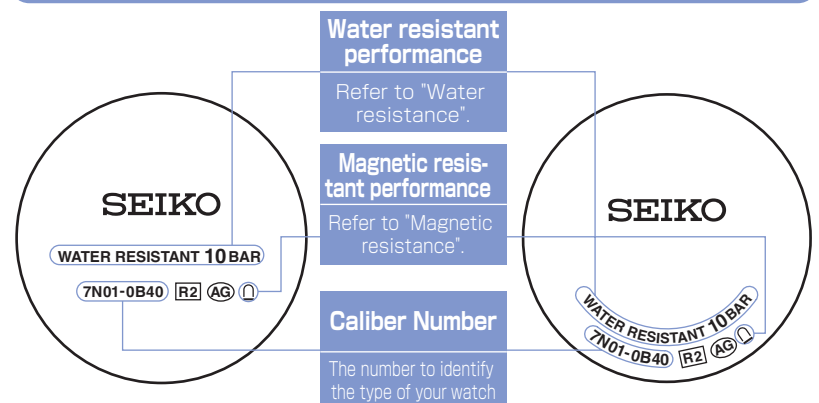 Water resistant
performance
Refer to "Water
resistance".
Magnetic resis-
tant performance
Refer to "Magnetic
resistance".
Caliber Number
The number to identify
the type of your watch
SEIKO
WATER RESISTANT 10 BAR
7N01-0B40 R2 AG
SEIKO
WATER RESISTANT 10 BAR
7N01-0B40 R2 AG